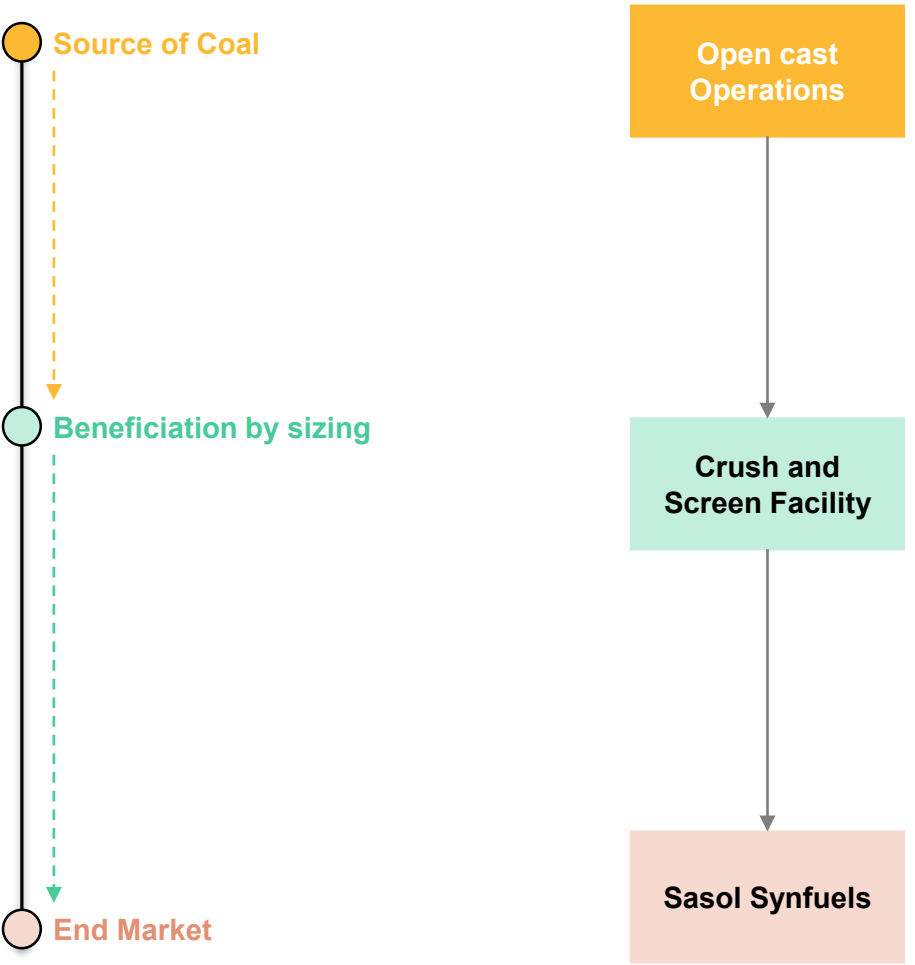 Source of Coal
Open cast
Operations
Beneficiation by sizing
Crush and
Screen Facility
Sasol Synfuels
End Market